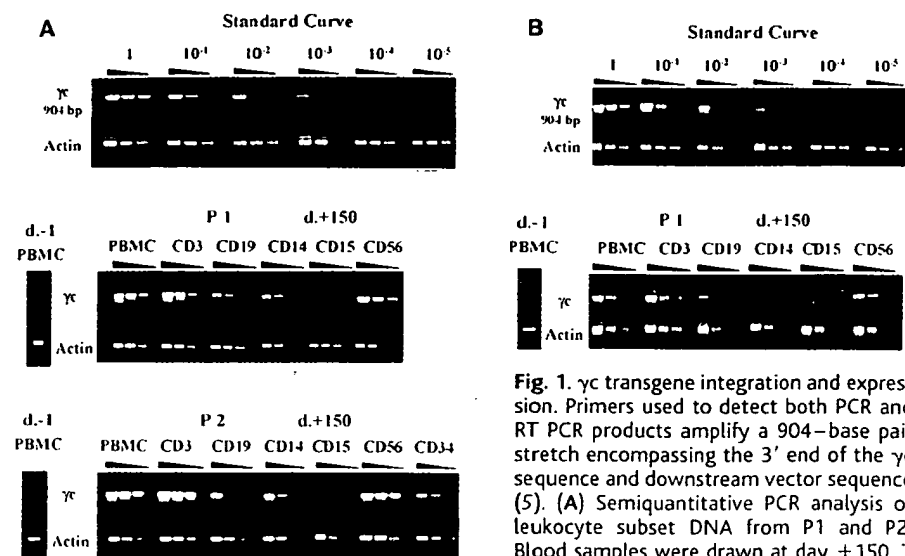 A
Standard Curve
1 10⁻¹ 10⁻² 10⁻³ 10⁻⁴ 10⁻⁵
γc
904 bp
Actin
P 1 d.+150
d.-1
PBMC
PBMC CD3 CD19 CD14 CD15 CD56
γc
Actin
P 2 d.+150
d.-1
PBMC
PBMC CD3 CD19 CD14 CD15 CD56 CD34
γc
Actin
B
Standard Curve
1 10⁻¹ 10⁻² 10⁻³ 10⁻⁴ 10⁻⁵
γc
904 bp
Actin
P 1 d.+150
d.-1
PBMC
PBMC CD3 CD19 CD14 CD15 CD56
γc
Actin
Fig. 1. γc transgene integration and expres-
sion. Primers used to detect both PCR and
RT PCR products amplify a 904–base pai
stretch encompassing the 3′ end of the γc
sequence and downstream vector sequence
(5). (A) Semiquantitative PCR analysis o
leukocyte subset DNA from P1 and P2
Blood samples were drawn at day +150.